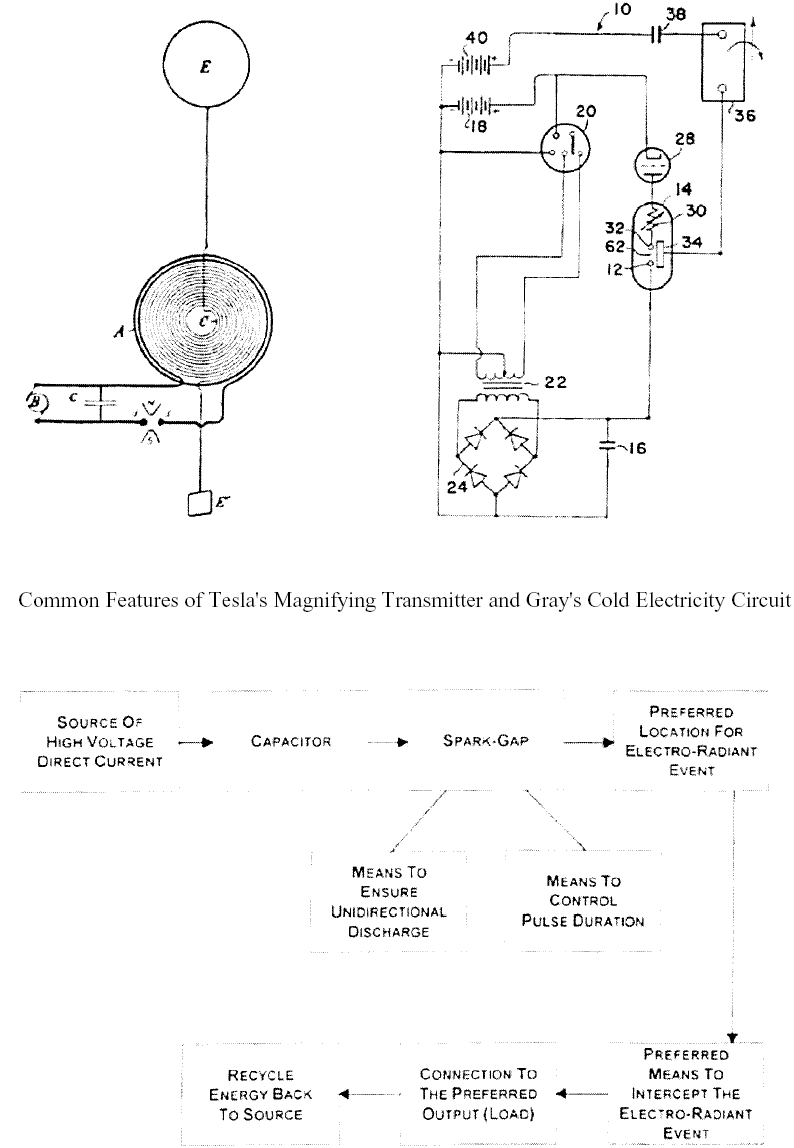 E
A
C
B
C
N
S
E'
10
38
40
18
20
36
28
14
30
32
62
34
12
22
24
16
Common Features of Tesla's Magnifying Transmitter and Gray's Cold Electricity Circuit
SOURCE OF
HIGH VOLTAGE
DIRECT CURRENT
CAPACITOR
SPARK-GAP
PREFERRED
LOCATION FOR
ELECTRO-RADIANT
EVENT
MEANS TO
ENSURE
UNIDIRECTIONAL
DISCHARGE
MEANS TO
CONTROL
PULSE DURATION
RECYCLE
ENERGY BACK
TO SOURCE
CONNECTION TO
THE PREFERRED
OUTPUT (LOAD)
PREFERRED
MEANS TO
INTERCEPT THE
ELECTRO-RADIANT
EVENT